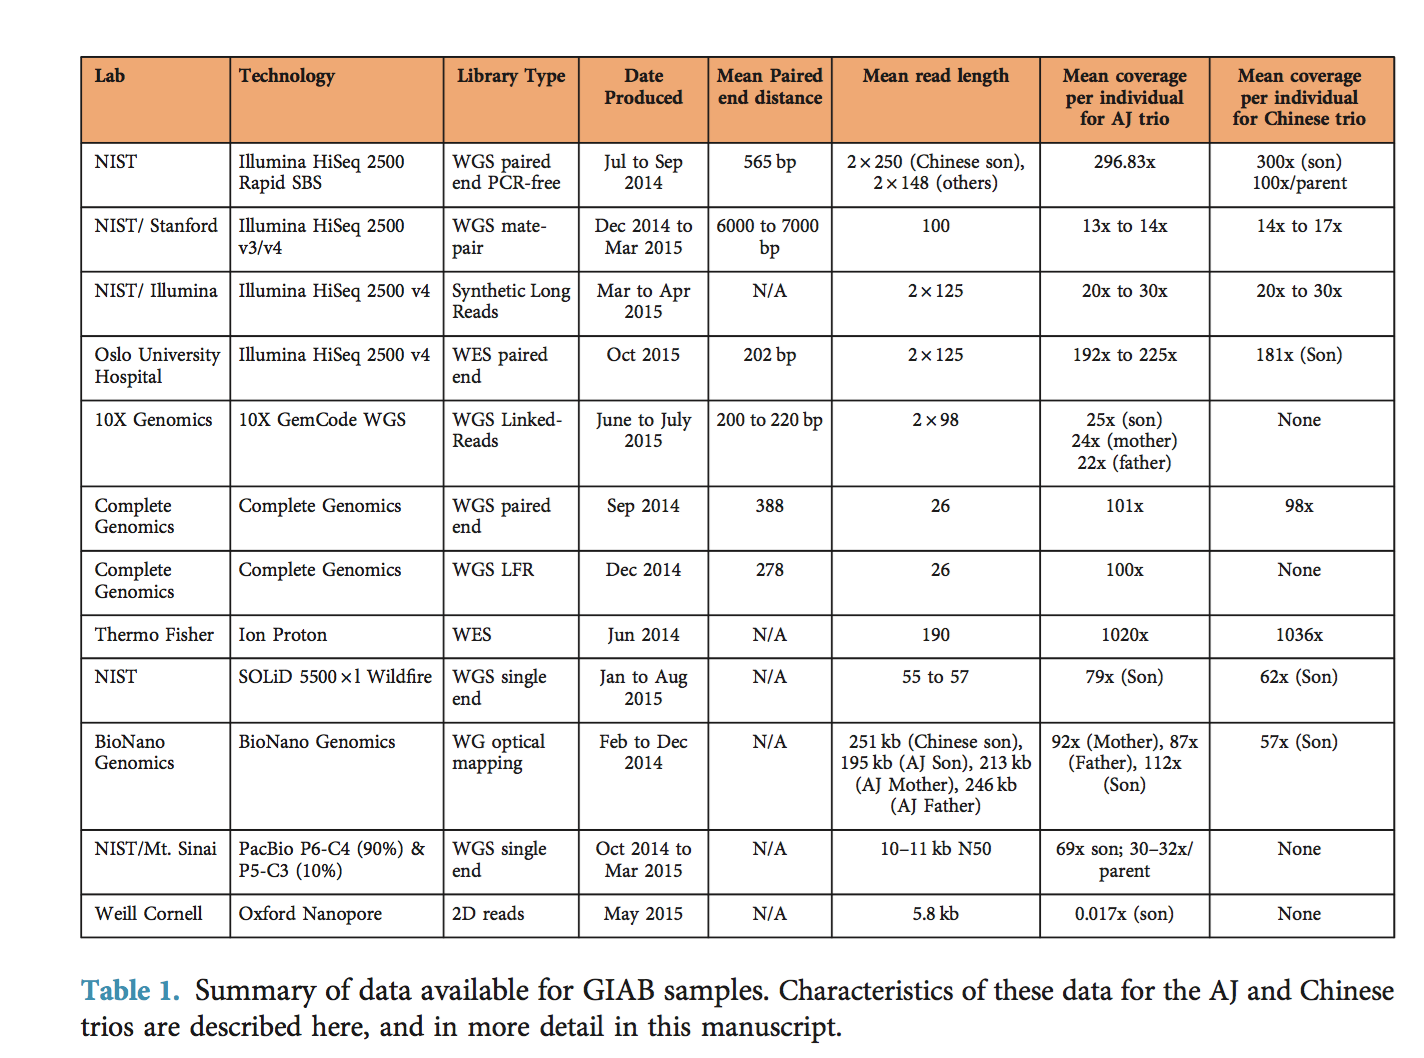 Lab Technology Library Type Date Produced Mean Paired end distance Mean read length Mean coverage per individual for AJ trio Mean coverage per individual for Chinese trio
NIST Illumina HiSeq 2500 Rapid SBS WGS paired end PCR-free Jul to Sep 2014 565 bp 2×250 (Chinese son), 2×148 (others) 296.83x 300x (son) 100x/parent
NIST/ Stanford Illumina HiSeq 2500 v3/v4 WGS mate-pair Dec 2014 to Mar 2015 6000 to 7000 bp 100 13x to 14x 14x to 17x
NIST/ Illumina Illumina HiSeq 2500 v4 Synthetic Long Reads Mar to Apr 2015 N/A 2×125 20x to 30x 20x to 30x
Oslo University Hospital Illumina HiSeq 2500 v4 WES paired end Oct 2015 202 bp 2×125 192x to 225x 181x (Son)
10X Genomics 10X GemCode WGS WGS Linked-Reads June to July 2015 200 to 220 bp 2×98 25x (son) 24x (mother) 22x (father) None
Complete Genomics Complete Genomics WGS paired end Sep 2014 388 26 101x 98x
Complete Genomics Complete Genomics WGS LFR Dec 2014 278 26 100x None
Thermo Fisher Ion Proton WES Jun 2014 N/A 190 1020x 1036x
NIST SOLiD 5500×l Wildfire WGS single end Jan to Aug 2015 N/A 55 to 57 79x (Son) 62x (Son)
BioNano Genomics BioNano Genomics WG optical mapping Feb to Dec 2014 N/A 251 kb (Chinese son), 195 kb (AJ Son), 213 kb (AJ Mother), 246 kb (AJ Father) 92x (Mother), 87x (Father), 112x (Son) 57x (Son)
NIST/Mt. Sinai PacBio P6-C4 (90%) & P5-C3 (10%) WGS single end Oct 2014 to Mar 2015 N/A 10–11 kb N50 69x son; 30–32x/ parent None
Weill Cornell Oxford Nanopore 2D reads May 2015 N/A 5.8 kb 0.017x (son) None
Table 1. Summary of data available for GIAB samples. Characteristics of these data for the AJ and Chinese
trios are described here, and in more detail in this manuscript.